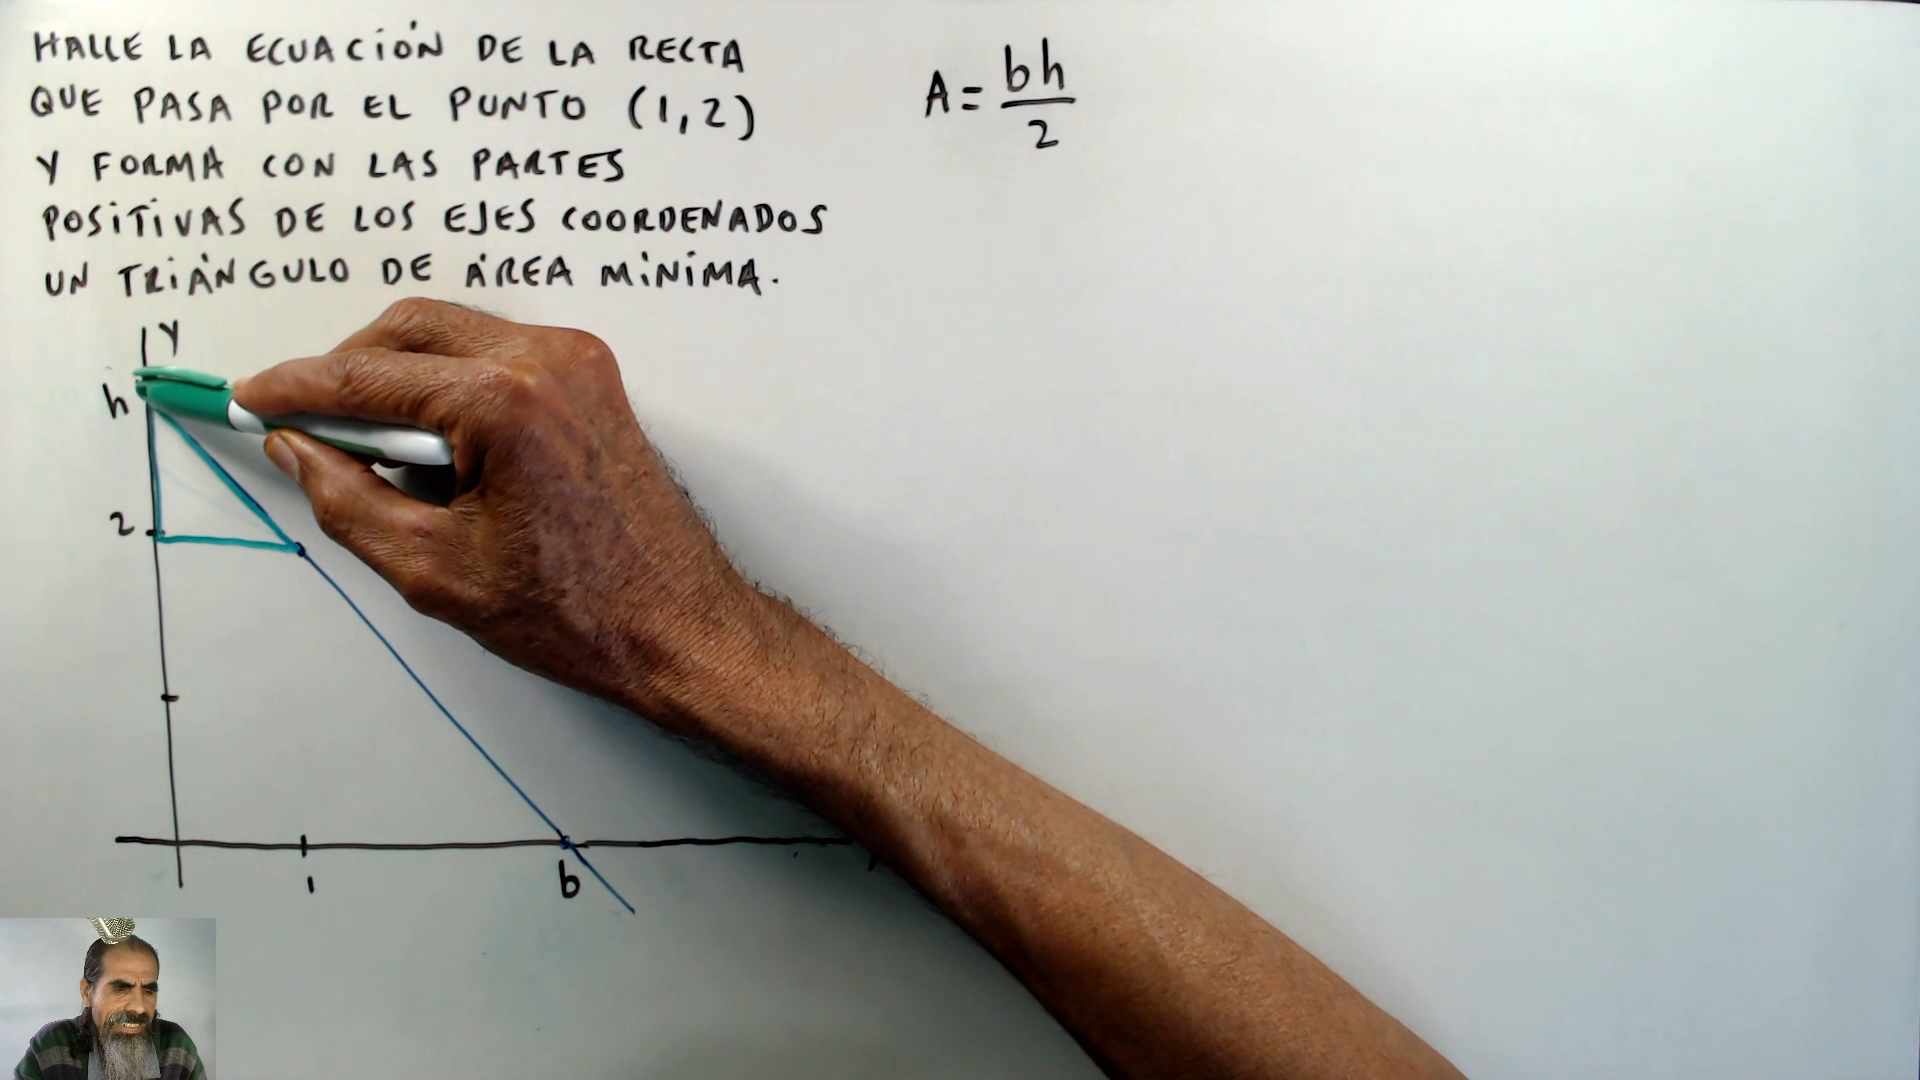 HALLE LA ECUACIÓN DE LA RECTA
QUE PASA POR EL PUNTO (1,2)
Y FORMA CON LAS PARTES
POSITIVAS DE LOS EJES COORDENADOS
UN TRIÁNGULO DE ÁREA MÍNIMA.
A = bh/2
Y
h
2
1
b